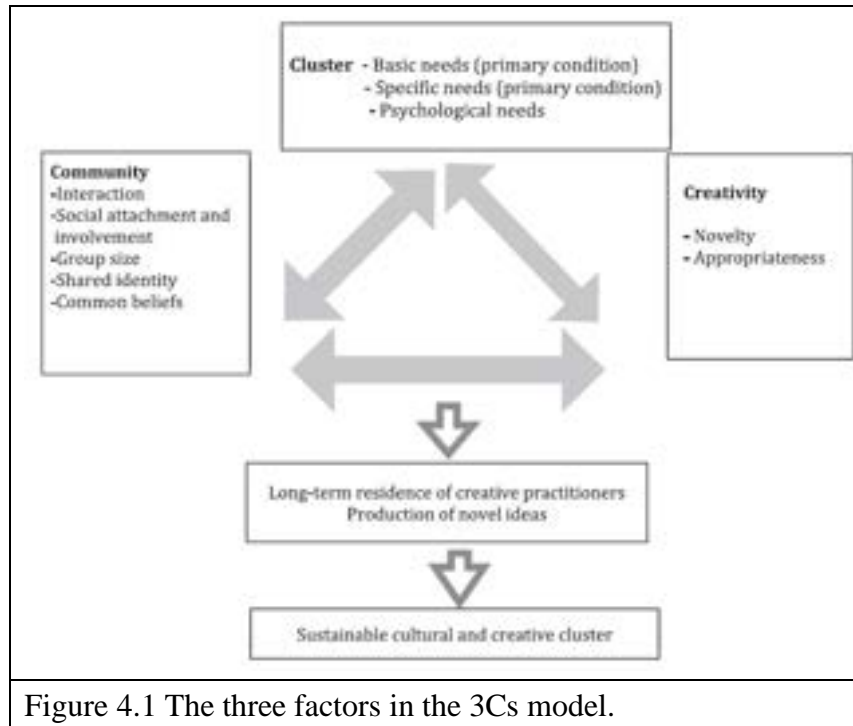 Cluster - Basic needs (primary condition)
- Specific needs (primary condition)
- Psychological needs
Community
-Interaction
-Social attachment and
involvement
-Group size
-Shared identity
-Common beliefs
Creativity
- Novelty
- Appropriateness
Long-term residence of creative practitioners
Production of novel ideas
Sustainable cultural and creative cluster
Figure 4.1 The three factors in the 3Cs model.